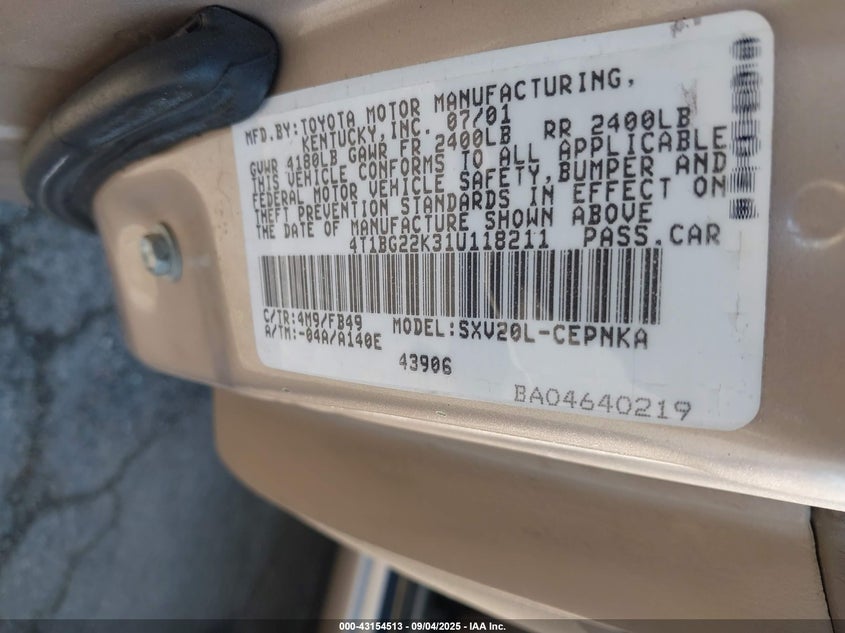 MFD.BY:TOYOTA MOTOR MANUFACTURING,
KENTUCKY,INC. 07/01
GVWR 4180LB GAWR FR 2400LB RR 2400LB
THIS VEHICLE CONFORMS TO ALL APPLICABLE
FEDERAL MOTOR VEHICLE SAFETY,BUMPER AND
THEFT PREVENTION STANDARDS IN EFFECT ON
THE DATE OF MANUFACTURE SHOWN ABOVE
4T1BG22K31U118211 PASS.CAR
C/TR:4M9/FB49
A/TM:-04A/A140E MODEL:SXV20L-CEPNKA
43906
BA04640219
000-43154513 - 09/04/2025 - IAA Inc.